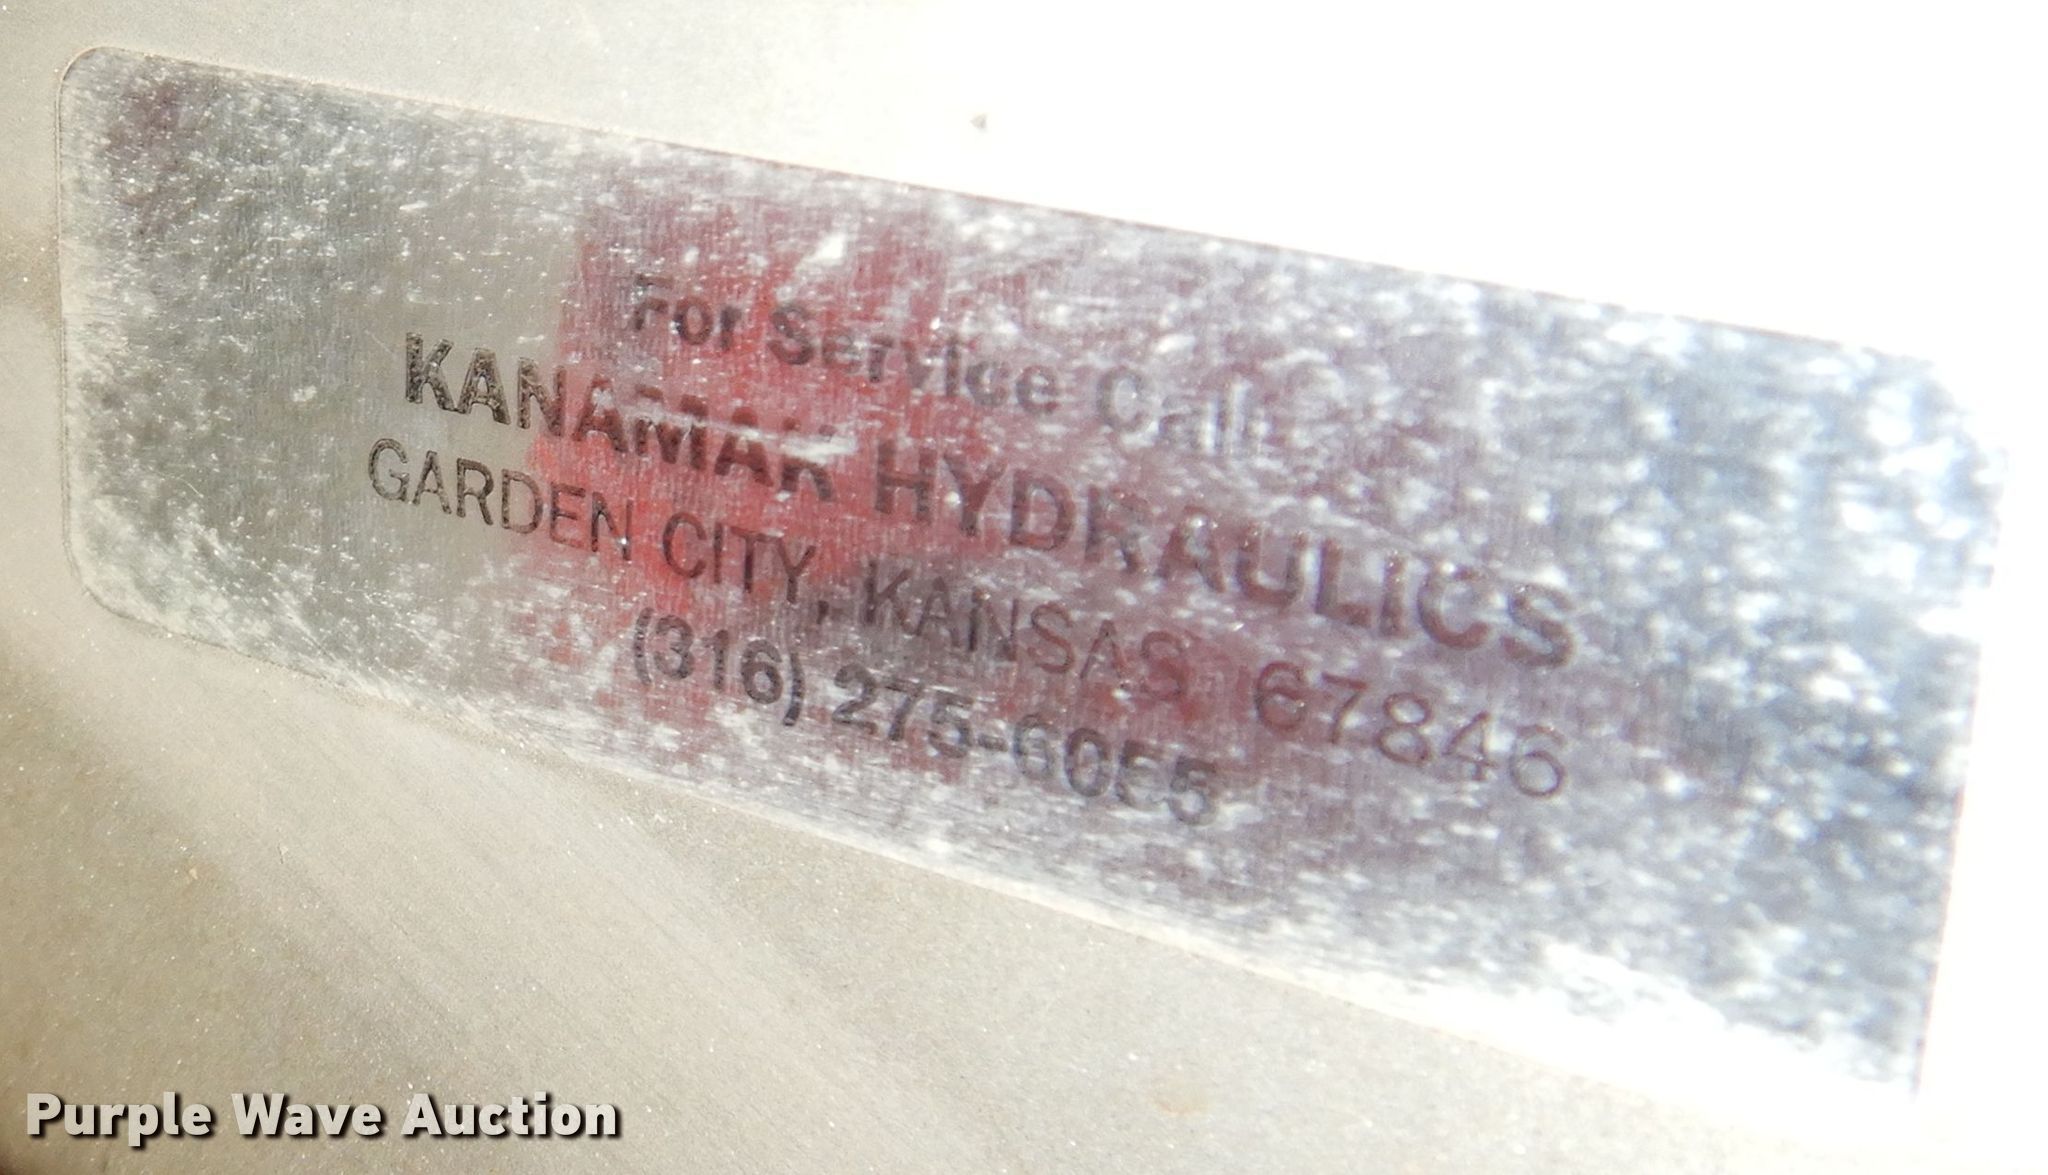 For Service Call:
KANAMAK HYDRAULICS
GARDEN CITY, KANSAS 67846
(316) 275-6055
Purple Wave Auction